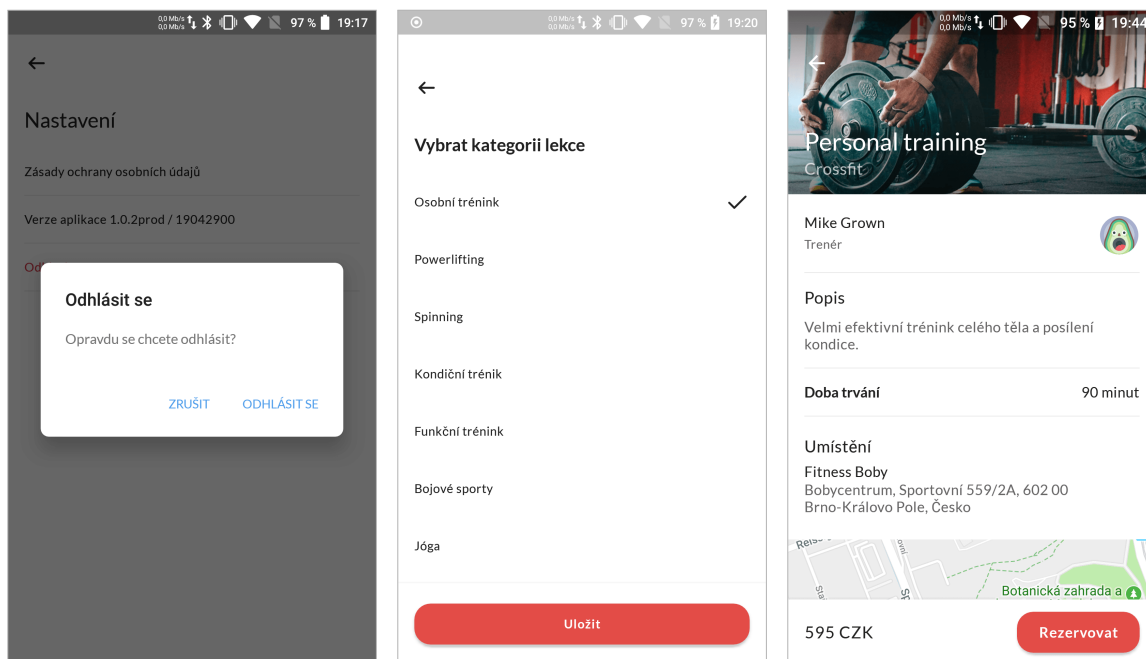 0,0 Mb/s
0,0 Mb/s
97 % 19:17
Nastavení
Zásady ochrany osobních údajů
Verze aplikace 1.0.2prod / 19042900
Odhlásit se
Opravdu se chcete odhlásit?
ZRUŠIT ODHLÁSIT SE
0,0 Mb/s
0,0 Mb/s
97 % 19:20
Vybrat kategorii lekce
Osobní trénink
Powerlifting
Spinning
Kondiční trénik
Funkční trénink
Bojové sporty
Jóga
Uložit
0,0 Mb/s
0,0 Mb/s
95 % 19:44
Personal training
Crossfit
Mike Grown
Trenér
Popis
Velmi efektivní trénink celého těla a posílení
kondice.
Doba trvání 90 minut
Umístění
Fitness Boby
Bobycentrum, Sportovní 559/2A, 602 00
Brno-Královo Pole, Česko
Botanická zahrada a
595 CZK Rezervovat